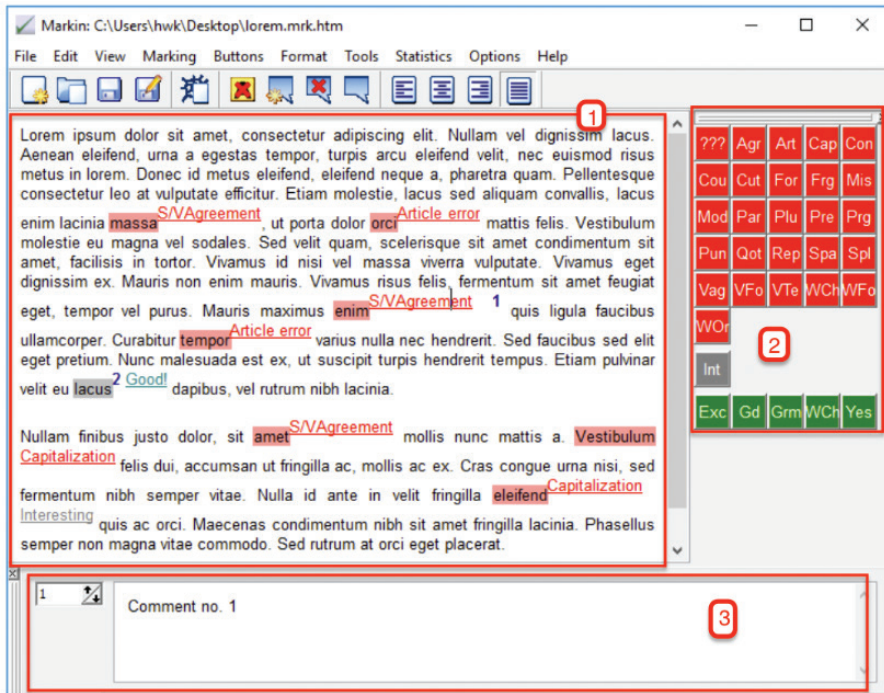 Markin: C:\Users\hwk\Desktop\lorem.mrk.htm
File Edit View Marking Buttons Format Tools Statistics Options Help
1
Lorem ipsum dolor sit amet, consectetur adipiscing elit. Nullam vel dignissim lacus.
Aenean eleifend, urna a egestas tempor, turpis arcu eleifend velit, nec euismod risus
metus in lorem. Donec id metus eleifend, eleifend neque a, pharetra quam. Pellentesque
consectetur leo at vulputate efficitur. Etiam molestie, lacus sed aliquam convallis, lacus
enim lacinia massa S/VAgreement , ut porta dolor orci Article error mattis felis. Vestibulum
molestie eu magna vel sodales. Sed velit quam, scelerisque sit amet condimentum sit
amet, facilisis in tortor. Vivamus id nisi vel massa viverra vulputate. Vivamus eget
dignissim ex. Mauris non enim mauris. Vivamus risus felis, fermentum sit amet feugiat
eget, tempor vel purus. Mauris maximus enim S/VAgreement 1 quis ligula faucibus
ullamcorper. Curabitur tempor Article error varius nulla nec hendrerit. Sed faucibus sed elit
eget pretium. Nunc malesuada est ex, ut suscipit turpis hendrerit tempus. Etiam pulvinar
velit eu lacus 2 Good! dapibus, vel rutrum nibh lacinia.
Nullam finibus justo dolor, sit amet S/VAgreement mollis nunc mattis a. Vestibulum
Capitalization felis dui, accumsan ut fringilla ac, mollis ac ex. Cras congue urna nisi, sed
fermentum nibh semper vitae. Nulla id ante in velit fringilla eleifend Capitalization
Interesting quis ac orci. Maecenas condimentum nibh sit amet fringilla lacinia. Phasellus
semper non magna vitae commodo. Sed rutrum at orci eget placerat.
??? Agr Art Cap Con
Cou Cut For Frg Mis
Mod Par Plu Pre Prg
Pun Qot Rep Spa Spl
Vag VFo VTe WCh WFo
WOr
2
Int
Exc Gd Grm WCh Yes
1
Comment no. 1
3